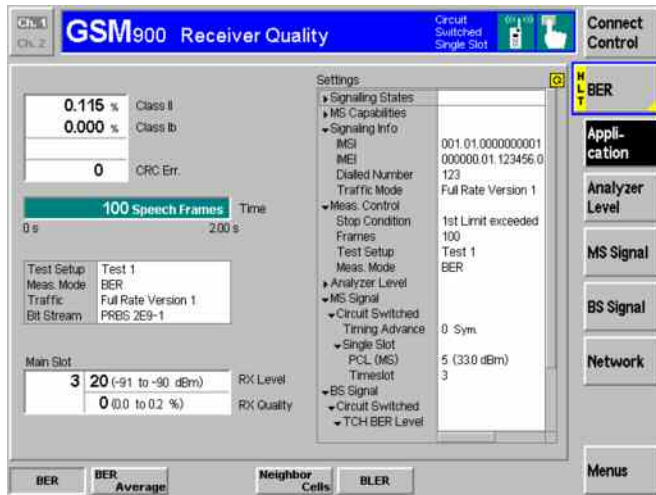 Ch. 1
Ch. 2
GSM900 Receiver Quality
Circuit
Switched
Single Slot
Connect
Control
0.115 % Class II
0.000 % Class Ib
0 CRC Err.
100 Speech Frames Time
0 s 2.00 s
Test Setup Test 1
Meas. Mode BER
Traffic Full Rate Version 1
Bit Stream PRBS 2E9-1
Main Slot
3 20 (-91 to -90 dBm) RX Level
0 (0.0 to 0.2 %) RX Quality
Settings
Signalling States
MS Capabilities
Signaling Info
IMSI 001.01.0000000001
IMEI 000000.01.123456.0
Dialled Number 123
Traffic Mode Full Rate Version 1
Meas. Control
Stop Condition 1st Limit exceeded
Frames 100
Test Setup Test 1
Meas. Mode BER
Analyzer Level
MS Signal
Circuit Switched
Timing Advance 0 Sym.
Single Slot
PCL (MS) 5 (33.0 dBm)
Timeslot 3
BS Signal
Circuit Switched
TCH BER Level
G
HLT
BER
Appli-
cation
Analyzer
Level
MS Signal
BS Signal
Network
Menus
BER
BER
Average
Neighbor
Cells
BLER